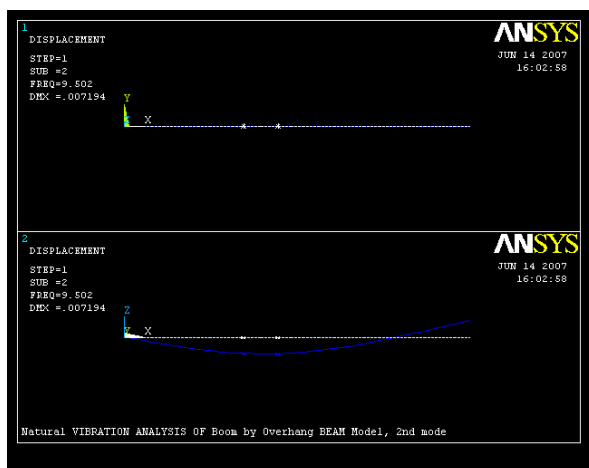 1
ANSYS
DISPLACEMENT
JUN 14 2007
16:02:58
STEP=1
SUB =2
FREQ=9.502
DMX =.007194
Y
X
2
ANSYS
DISPLACEMENT
JUN 14 2007
16:02:58
STEP=1
SUB =2
FREQ=9.502
DMX =.007194
Z
Y X
Natural VIBRATION ANALYSIS OF Boom by Overhang BEAM Model, 2nd mode